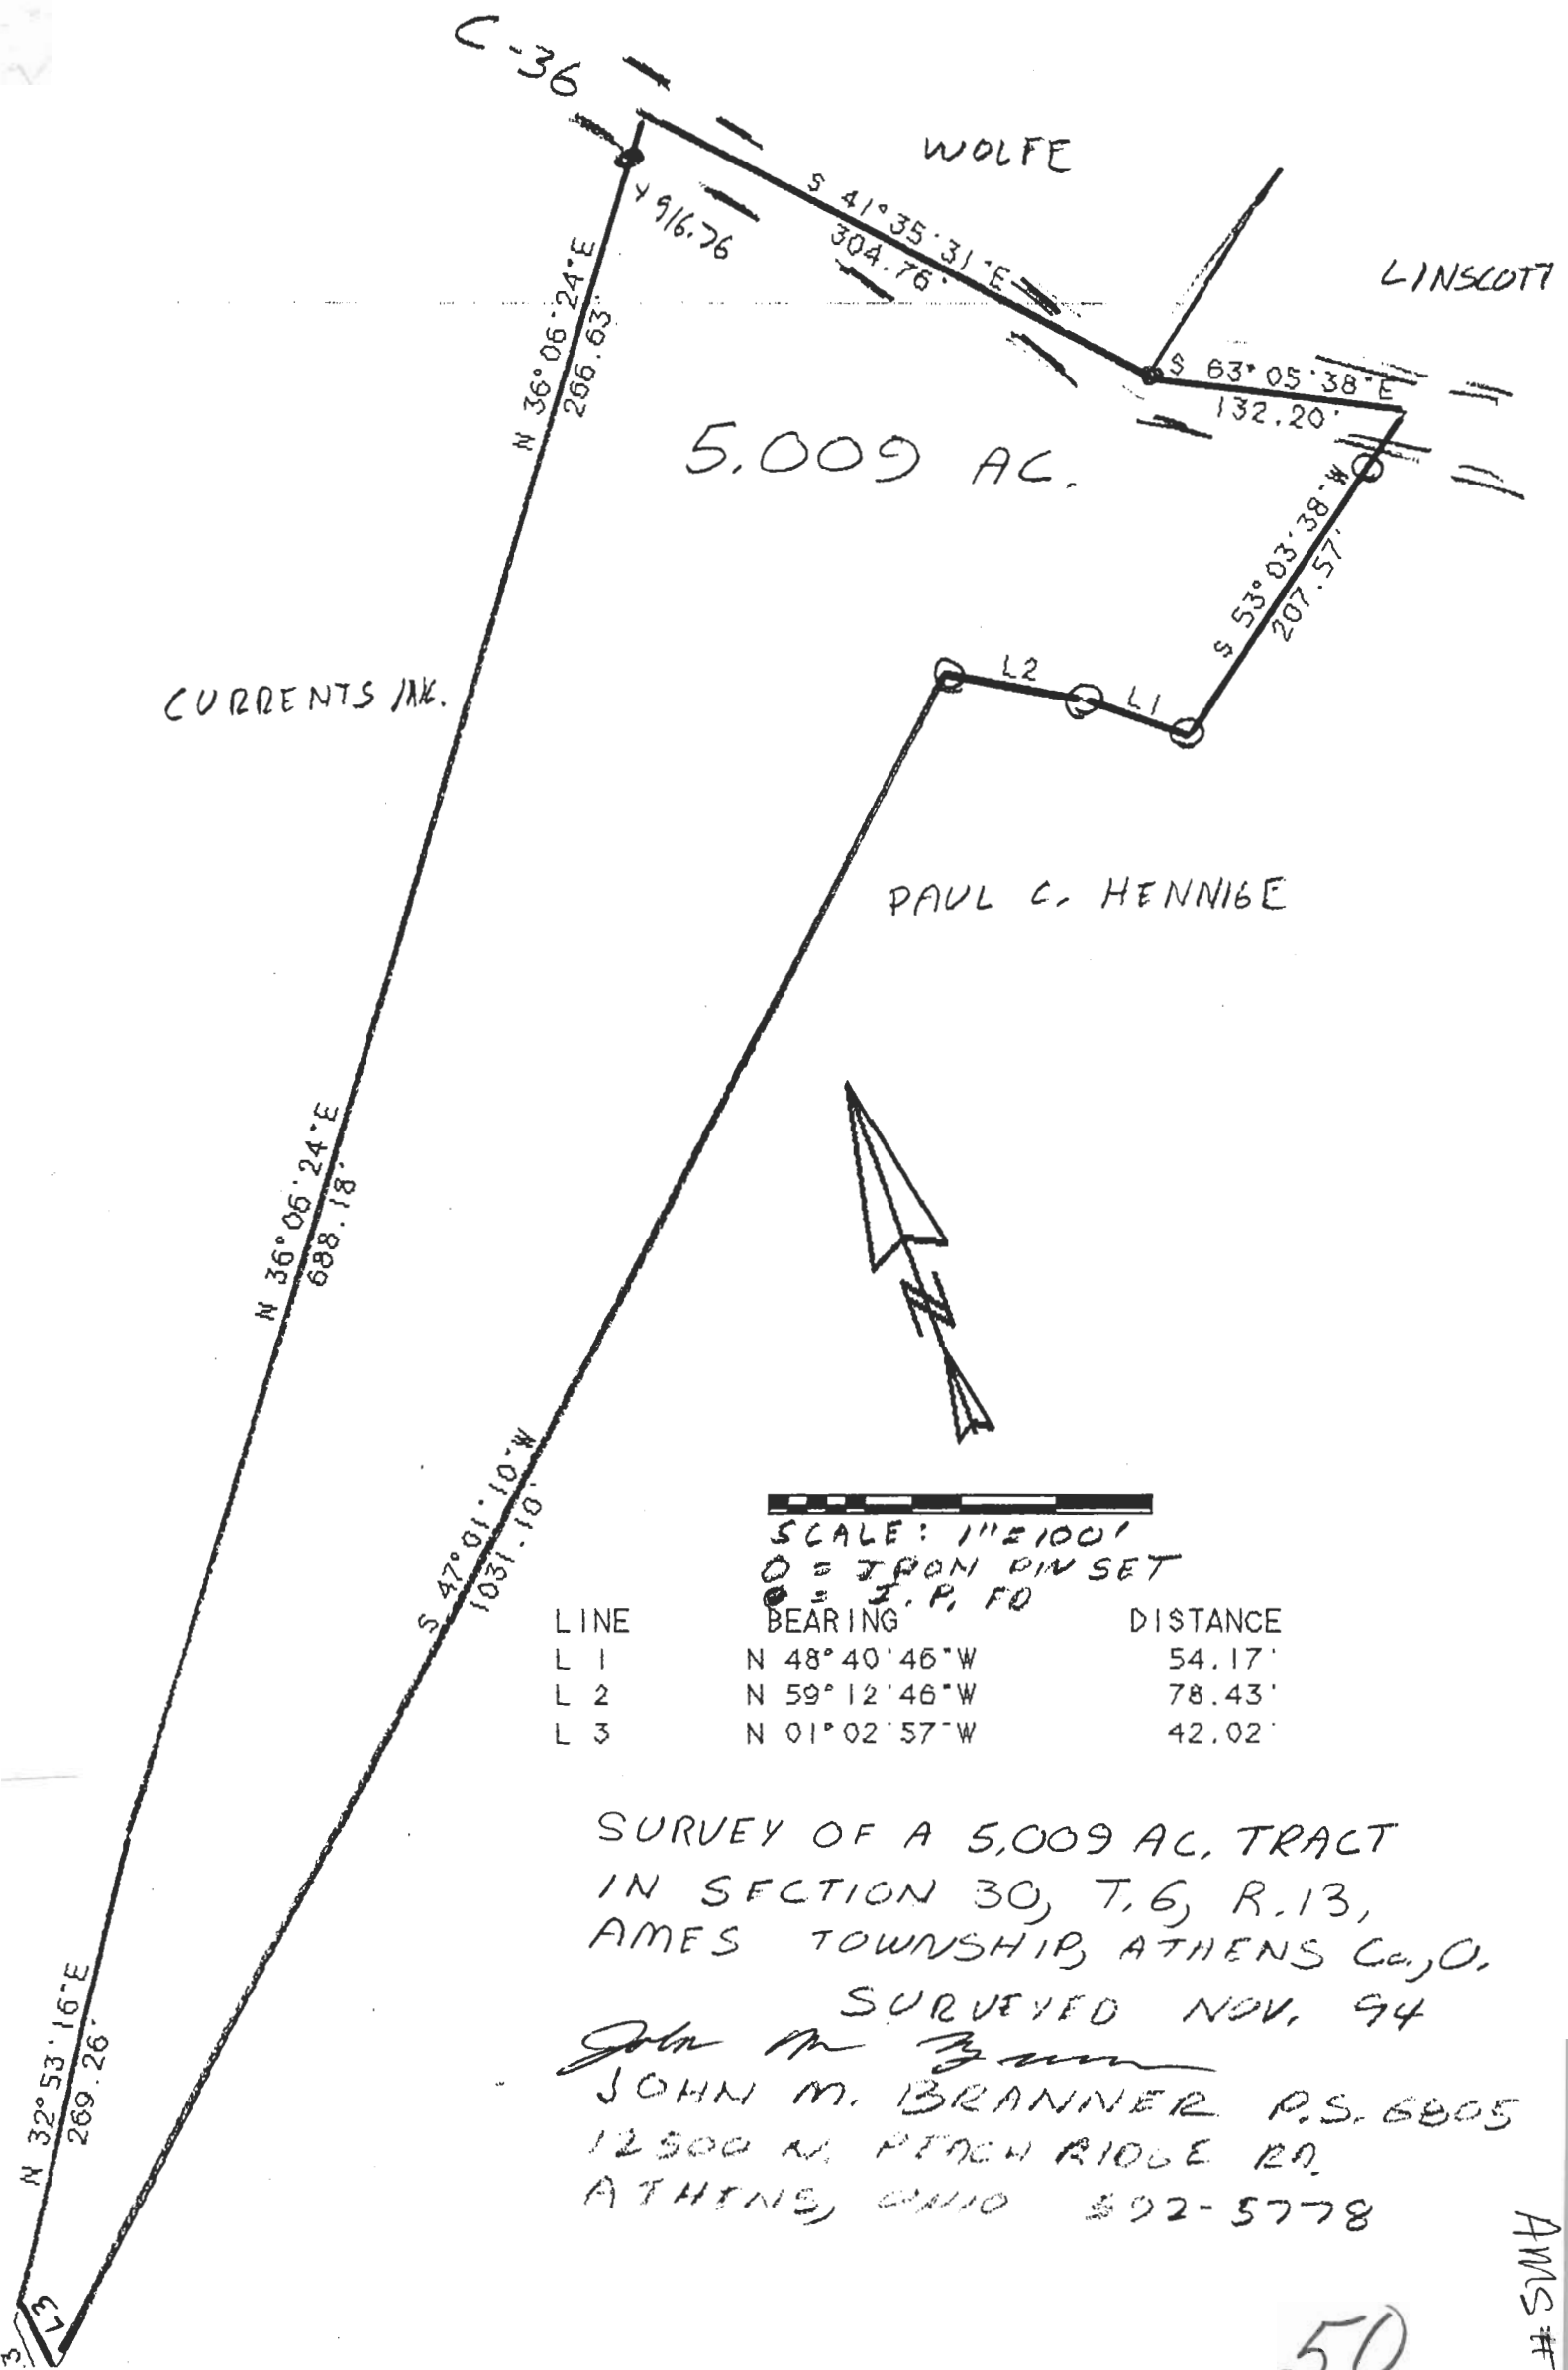 C-36
WOLFE
LINSCOTT
S 41°35'31"E
304.76'
916.76
S 63°05'38"E
132.20'
N 36°06'24"E
266.63'
5.009 AC.
S 53°03'38"W
207.57'
L2
L1
CURRENTS INC.
PAUL C. HENNIGE
N 36°06'24"E
688.18'
S 47°01'10"W
1031.10'
SCALE: 1"=100'
O = IRON PIN SET
= I.P. FD
LINE BEARING DISTANCE
L 1 N 48°40'46"W 54.17'
L 2 N 59°12'46"W 78.43'
L 3 N 01°02'57"W 42.02'
SURVEY OF A 5.009 AC. TRACT
IN SECTION 30, T.6, R.13,
AMES TOWNSHIP, ATHENS Co., O.
SURVEYED NOV. 94
N 32°53'16"E
269.26'
John M
JOHN M. BRANNER P.S. 6805
12500 N. PEACH RIDGE RD.
ATHENS, OHIO 592-5778
L3
3
AMS #
50